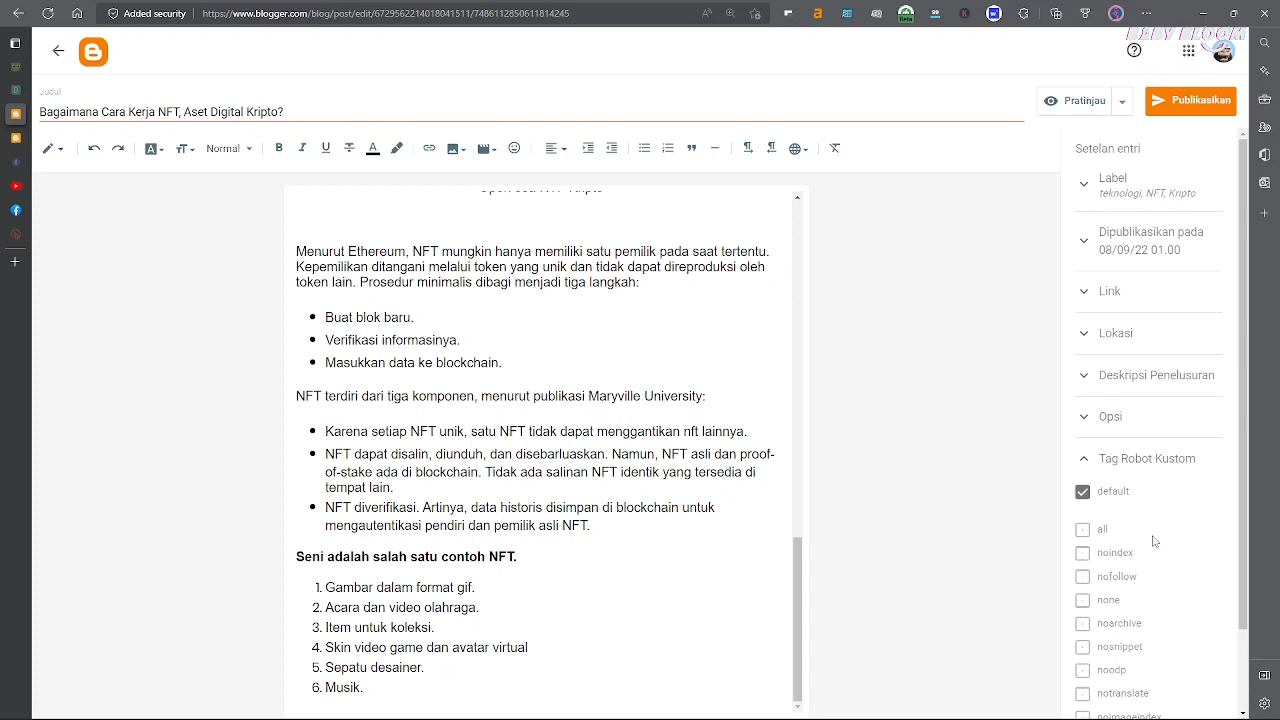 Added security
https://www.blogger.com/blog/post/edit/6729562214018041511/7486112850611814245
Beta
Judul
Bagaimana Cara Kerja NFT, Aset Digital Kripto?
Pratinjau
Publikasikan
Normal
Menurut Ethereum, NFT mungkin hanya memiliki satu pemilik pada saat tertentu.
Kepemilikan ditangani melalui token yang unik dan tidak dapat direproduksi oleh
token lain. Prosedur minimalis dibagi menjadi tiga langkah:
Buat blok baru.
Verifikasi informasinya.
Masukkan data ke blockchain.
NFT terdiri dari tiga komponen, menurut publikasi Maryville University:
Karena setiap NFT unik, satu NFT tidak dapat menggantikan nft lainnya.
NFT dapat disalin, diunduh, dan disebarluaskan. Namun, NFT asli dan proof-
of-stake ada di blockchain. Tidak ada salinan NFT identik yang tersedia di
tempat lain.
NFT diverifikasi. Artinya, data historis disimpan di blockchain untuk
mengautentikasi pendiri dan pemilik asli NFT.
Seni adalah salah satu contoh NFT.
1. Gambar dalam format gif.
2. Acara dan video olahraga.
3. Item untuk koleksi.
4. Skin video game dan avatar virtual
5. Sepatu desainer.
6. Musik.
Setelan entri
Label
teknologi, NFT, Kripto
Dipublikasikan pada
08/09/22 01.00
Link
Lokasi
Deskripsi Penelusuran
Opsi
Tag Robot Kustom
default
all
noindex
nofollow
none
noarchive
nosnippet
noodp
notranslate
noimageindex